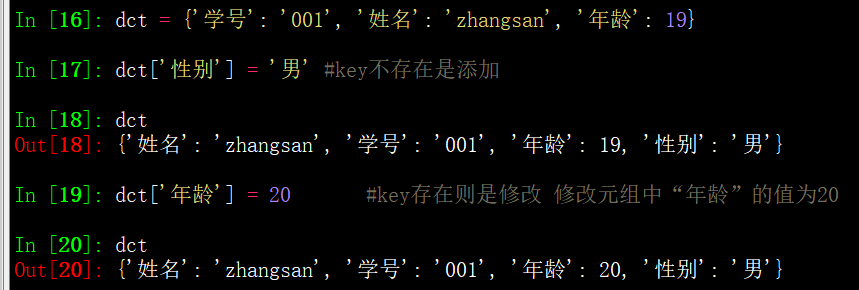 In [16]: dct = {'学号': '001', '姓名': 'zhangsan', '年龄': 19}
In [17]: dct['性别'] = '男' #key不存在是添加
In [18]: dct
Out[18]: {'姓名': 'zhangsan', '学号': '001', '年龄': 19, '性别': '男'}
In [19]: dct['年龄'] = 20 #key存在则是修改 修改元组中“年龄”的值为20
In [20]: dct
Out[20]: {'姓名': 'zhangsan', '学号': '001', '年龄': 20, '性别': '男'}